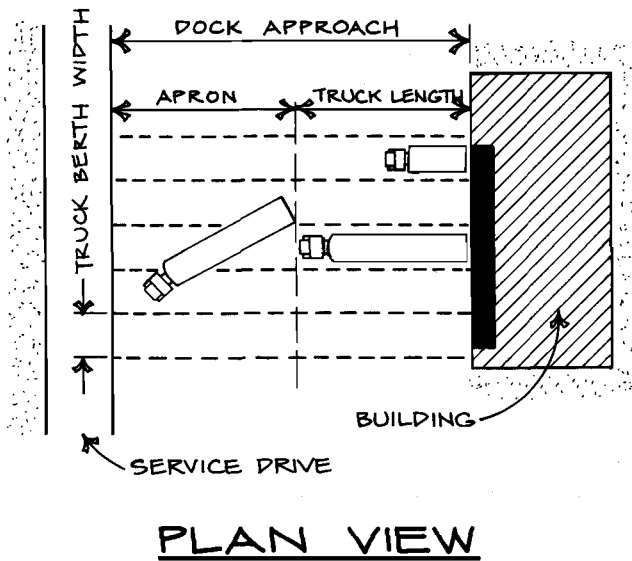 DOCK APPROACH
TRUCK BERTH WIDTH
APRON
TRUCK LENGTH
BUILDING
SERVICE DRIVE
PLAN VIEW